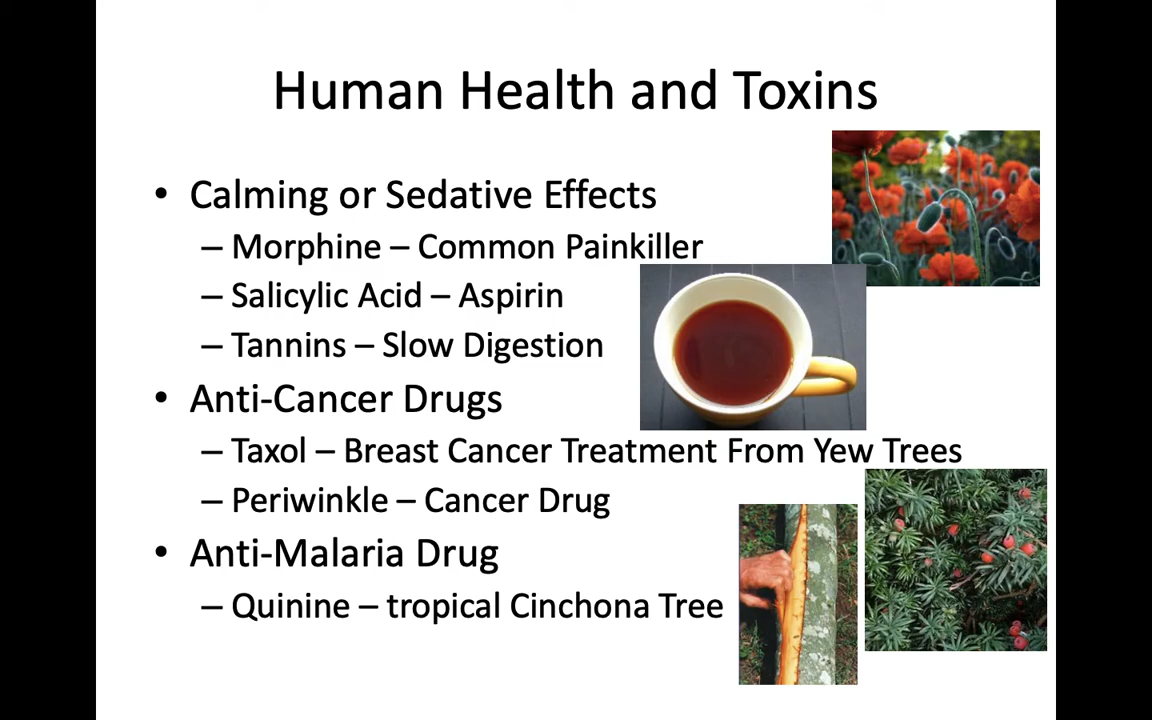 Human Health and Toxins
• Calming or Sedative Effects
– Morphine – Common Painkiller
– Salicylic Acid – Aspirin
– Tannins – Slow Digestion
• Anti-Cancer Drugs
– Taxol – Breast Cancer Treatment From Yew Trees
– Periwinkle – Cancer Drug
• Anti-Malaria Drug
– Quinine – tropical Cinchona Tree